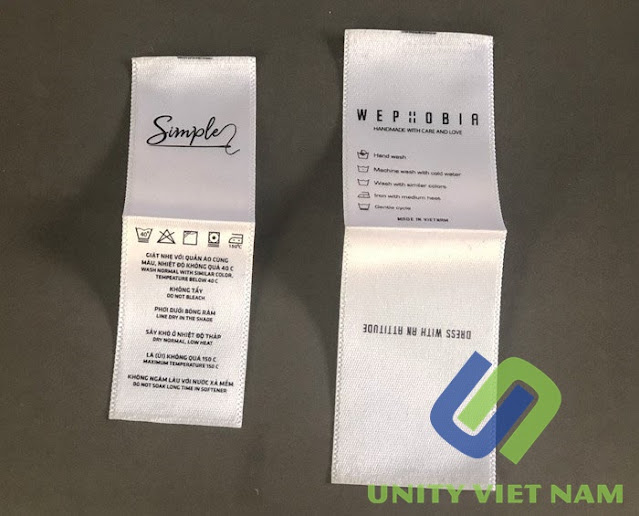 Simple
40°
150°C
GIẶT NHẸ VỚI QUẦN ÁO CÙNG
MÀU, NHIỆT ĐỘ KHÔNG QUÁ 40 C
WASH NORMAL WITH SIMILAR COLOR,
TEMPEATURE BELOW 40 C
KHÔNG TẨY
DO NOT BLEACH
PHƠI DƯỚI BÓNG RÂM
LINE DRY IN THE SHADE
SẤY KHÔ Ở NHIỆT ĐỘ THẤP
DRY NORMAL, LOW HEAT
LÀ (ỦI) KHÔNG QUÁ 150 C
MAXIMUM TEMPERATURE 150 C
KHÔNG NGÂM LÂU VỚI NƯỚC XẢ MỀM
DO NOT SOAK LONG TIME IN SOFTENER
WEPHOBIA
HANDMADE WITH CARE AND LOVE
Hand wash
Machine wash with cold water
Wash with similar colors
Iron with medium heat
Gentle cycle
MADE IN VIETNAM
DRESS WITH AN ATTITUDE
UNITY VIET NAM